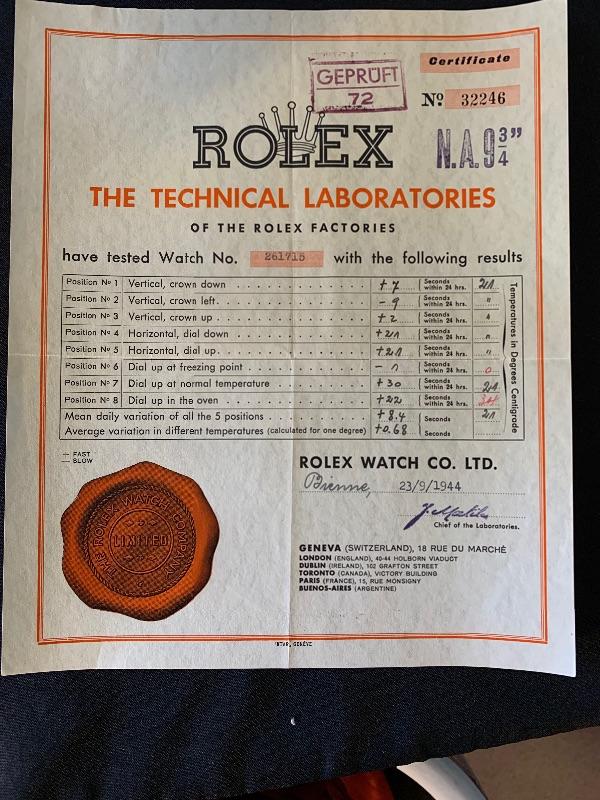 GEPRÜFT
72
Certificate
Nº 32246
N.A. 9 3/4"
ROLEX
THE TECHNICAL LABORATORIES
OF THE ROLEX FACTORIES
have tested Watch No. 261715 with the following results
Position Nº 1 Vertical, crown down + 7 Seconds within 24 hrs. 21
Position Nº 2 Vertical, crown left - 9 Seconds within 24 hrs. "
Position Nº 3 Vertical, crown up + 2 Seconds within 24 hrs. "
Position Nº 4 Horizontal, dial down + 21 Seconds within 24 hrs. "
Position Nº 5 Horizontal, dial up + 21 Seconds within 24 hrs. "
Position Nº 6 Dial up at freezing point - 1 Seconds within 24 hrs. 0
Position Nº 7 Dial up at normal temperature + 30 Seconds within 24 hrs.
Position Nº 8 Dial up in the oven + 22 Seconds within 24 hrs.
Mean daily variation of all the 5 positions + 8.4 Seconds 21
Average variation in different temperatures (calculated for one degree) + 0.68 Seconds
Temperatures in Degrees Centigrade
+ FAST
— SLOW
ROLEX WATCH CO. LTD.
Bienne, 23/9/1944
Chief of the Laboratories.
THE ROLEX WATCH COMPANY
LIMITED
GENEVA (SWITZERLAND), 18 RUE DU MARCHÉ
LONDON (ENGLAND), 40-44 HOLBORN VIADUCT
DUBLIN (IRELAND), 102 GRAFTON STREET
TORONTO (CANADA), VICTORY BUILDING
PARIS (FRANCE), 15, RUE MONSIGNY
BUENOS-AIRES (ARGENTINE)